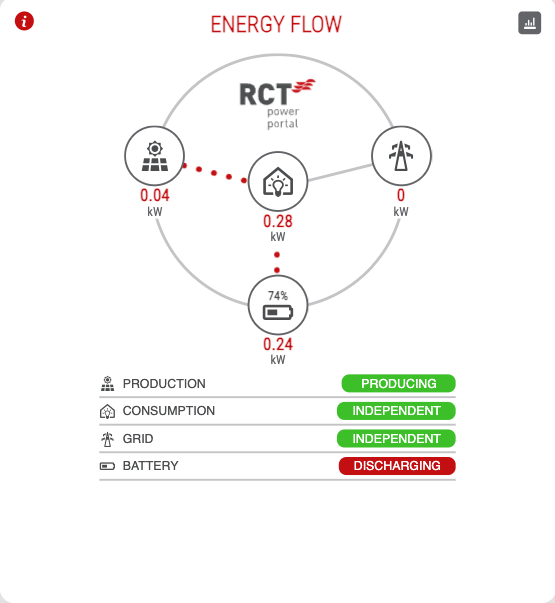 i
ENERGY FLOW
RCT
power
portal
0.04
kW
0.28
kW
0
kW
74%
0.24
kW
PRODUCTION PRODUCING
CONSUMPTION INDEPENDENT
GRID INDEPENDENT
BATTERY DISCHARGING